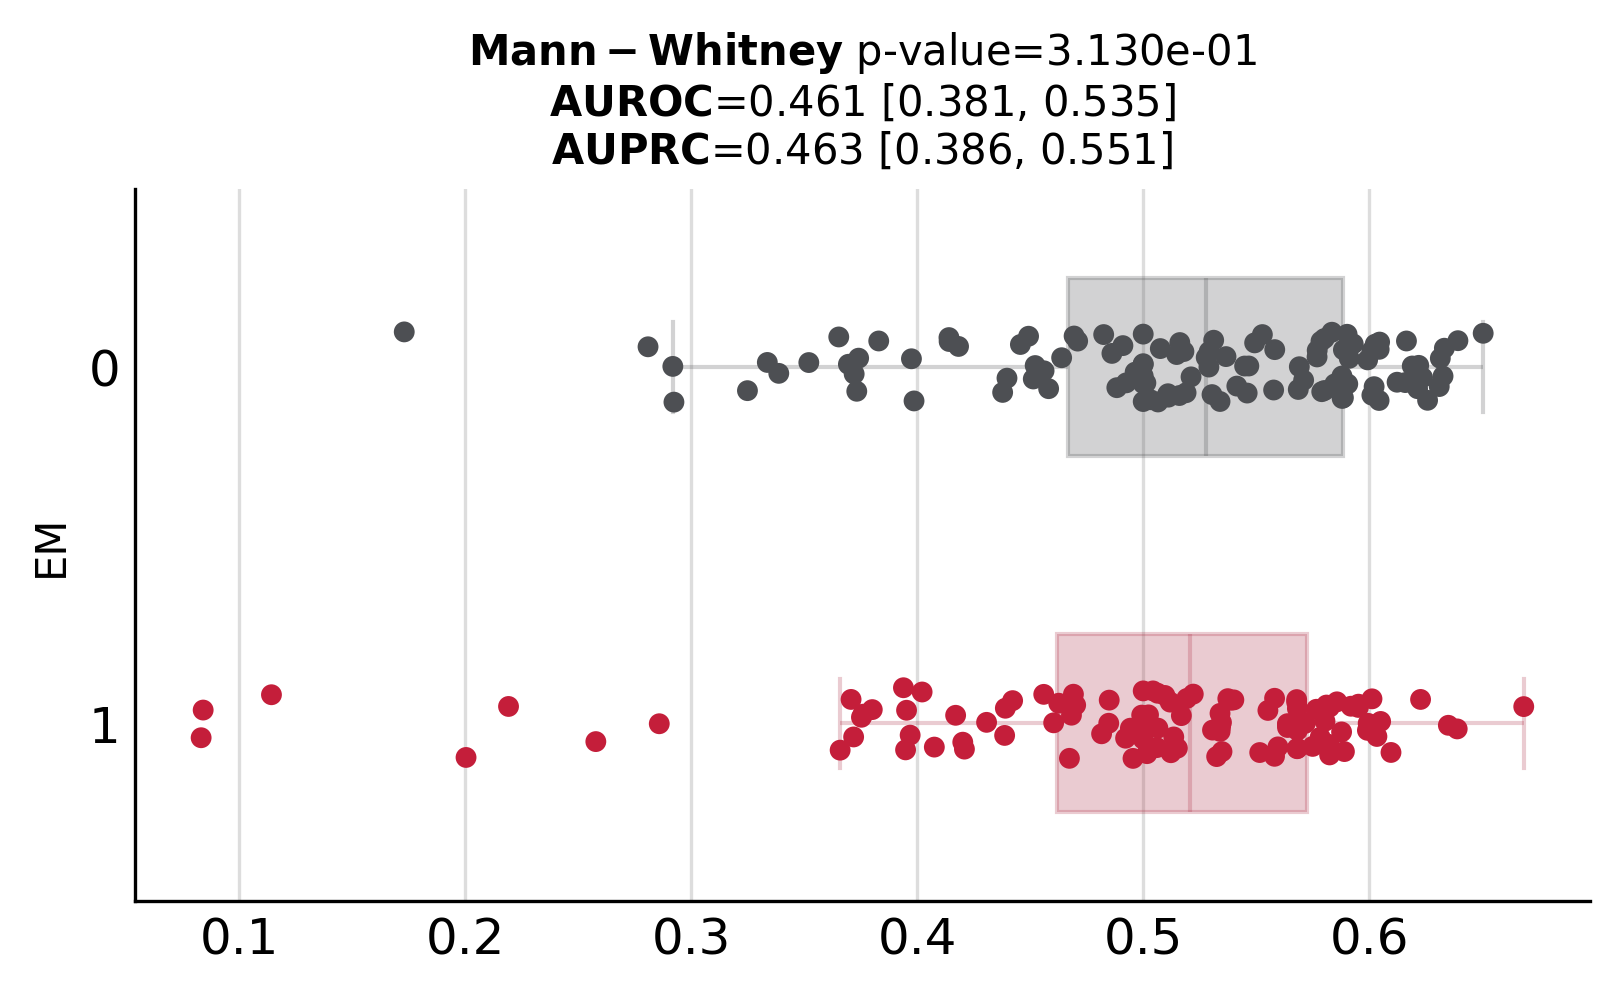 Mann−Whitney p-value=3.130e-01
AUROC=0.461 [0.381, 0.535]
AUPRC=0.463 [0.386, 0.551]
0
EM
1
0.1 0.2 0.3 0.4 0.5 0.6